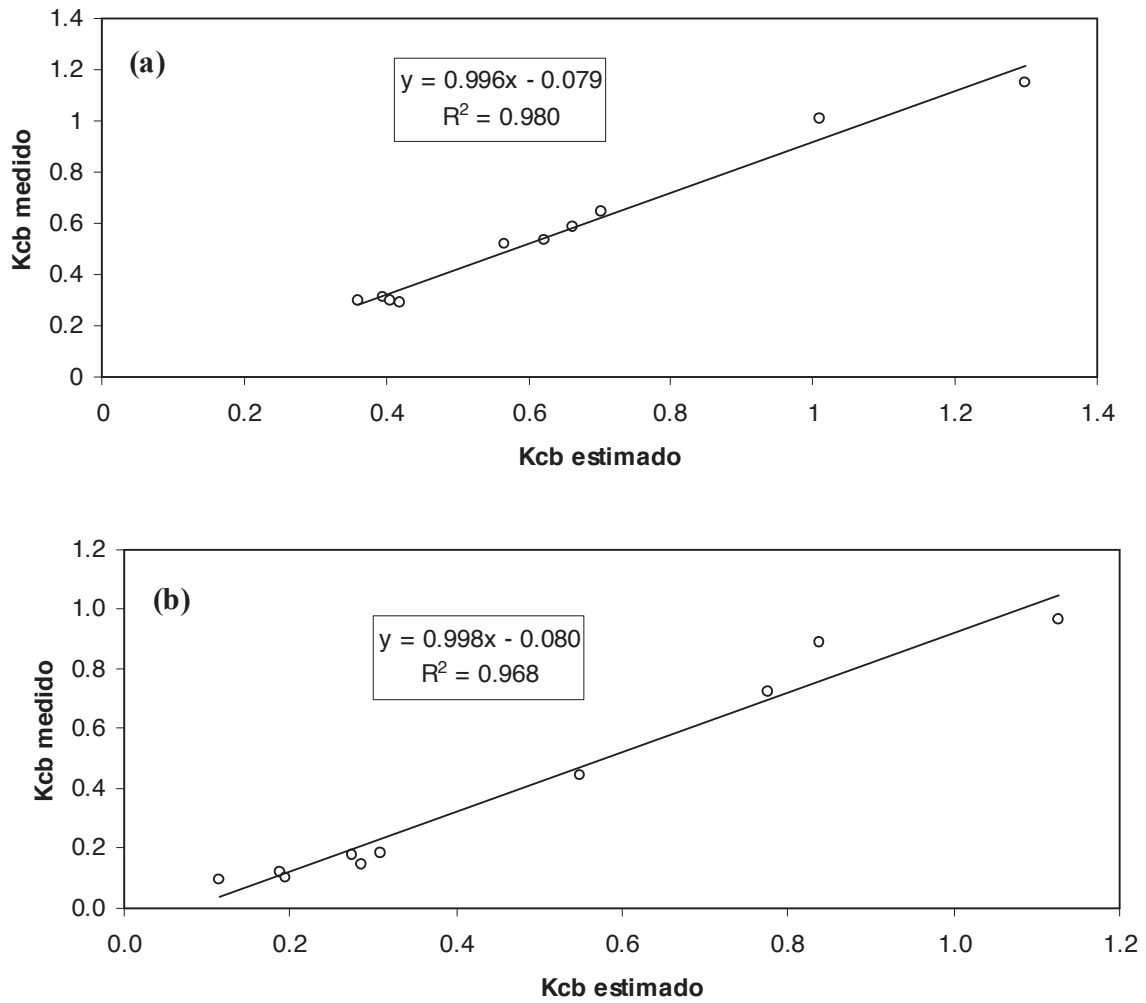 (a)
y = 0.996x - 0.079
R² = 0.980
Kcb medido
1.4
1.2
1
0.8
0.6
0.4
0.2
0
0 0.2 0.4 0.6 0.8 1 1.2 1.4
Kcb estimado
(b)
y = 0.998x - 0.080
R² = 0.968
Kcb medido
1.2
1.0
0.8
0.6
0.4
0.2
0.0
0.0 0.2 0.4 0.6 0.8 1.0 1.2
Kcb estimado